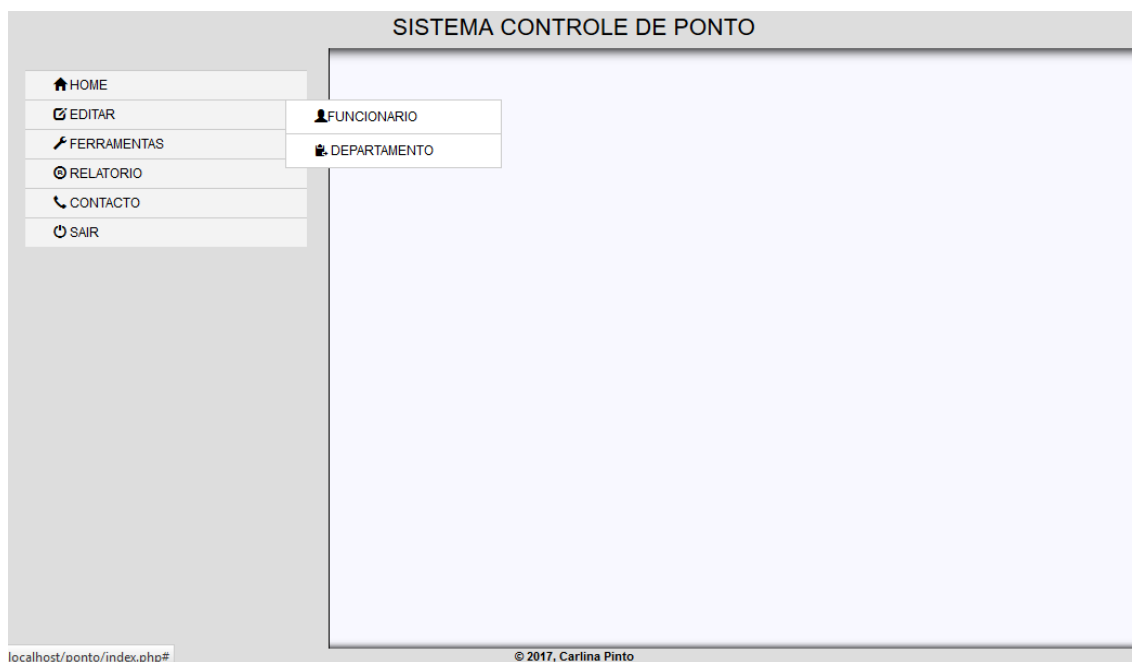 SISTEMA CONTROLE DE PONTO
HOME
EDITAR
FUNCIONARIO
DEPARTAMENTO
FERRAMENTAS
RELATORIO
CONTACTO
SAIR
localhost/ponto/index.php#
© 2017, Carlina Pinto